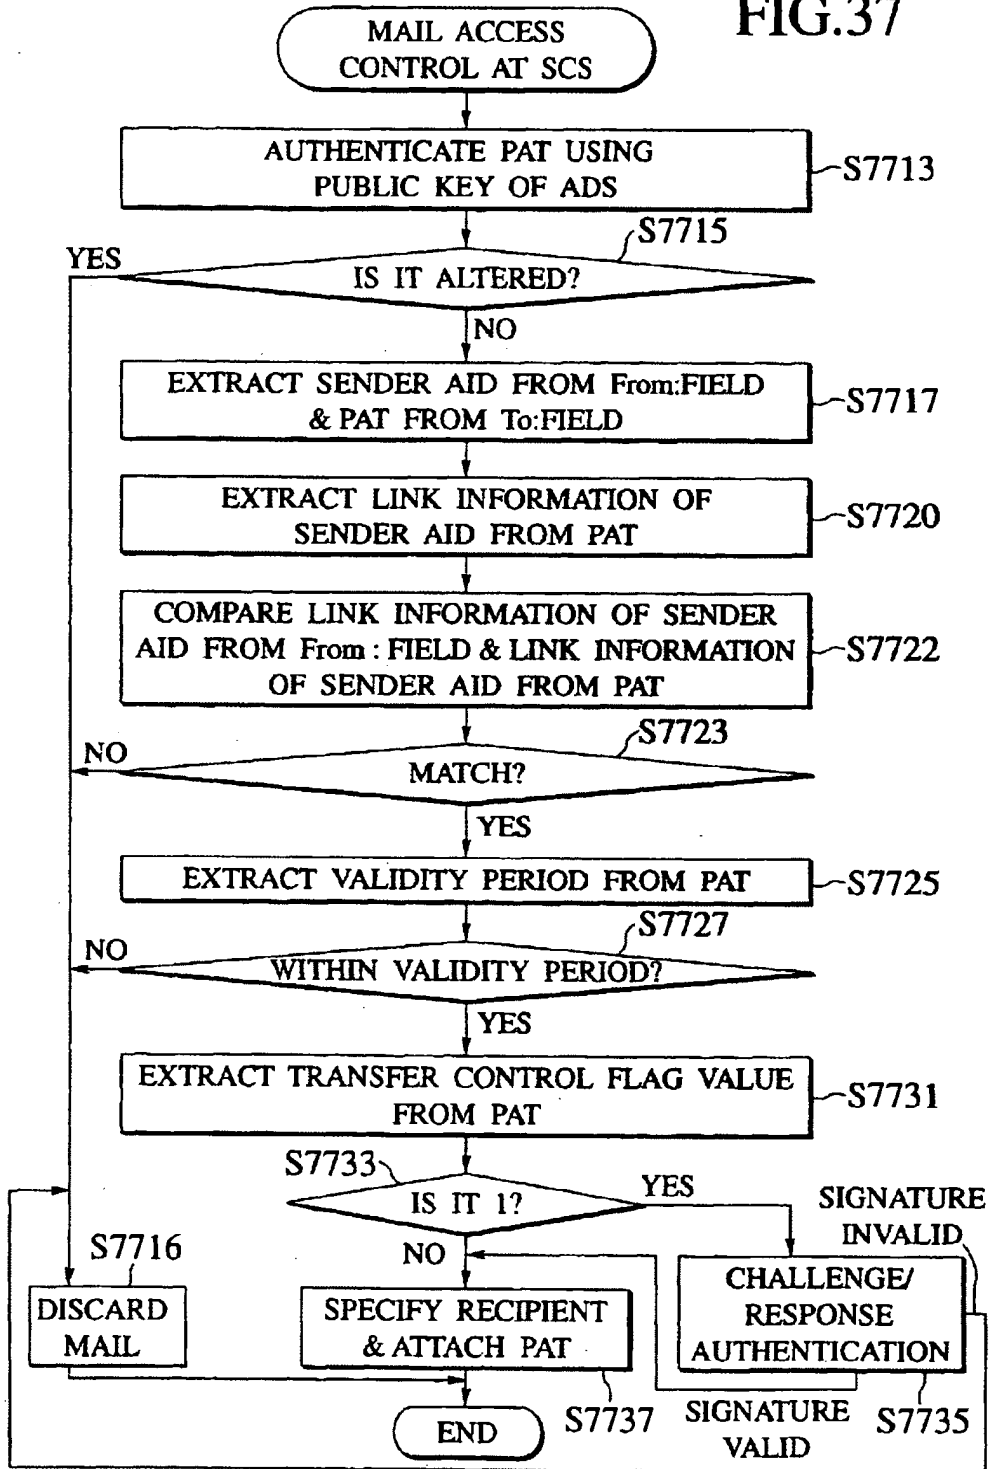 FIG.37
MAIL ACCESS
CONTROL AT SCS
AUTHENTICATE PAT USING
PUBLIC KEY OF ADS
S7713
S7715
YES
IS IT ALTERED?
NO
EXTRACT SENDER AID FROM From:FIELD
& PAT FROM To:FIELD
S7717
EXTRACT LINK INFORMATION OF
SENDER AID FROM PAT
S7720
COMPARE LINK INFORMATION OF SENDER
AID FROM From : FIELD & LINK INFORMATION
OF SENDER AID FROM PAT
S7722
S7723
NO
MATCH?
YES
EXTRACT VALIDITY PERIOD FROM PAT
S7725
S7727
NO
WITHIN VALIDITY PERIOD?
YES
EXTRACT TRANSFER CONTROL FLAG VALUE
FROM PAT
S7731
S7733
IS IT 1?
YES
NO
SIGNATURE
INVALID
S7716
DISCARD
MAIL
SPECIFY RECIPIENT
& ATTACH PAT
S7737
CHALLENGE/
RESPONSE
AUTHENTICATION
S7735
SIGNATURE
VALID
END